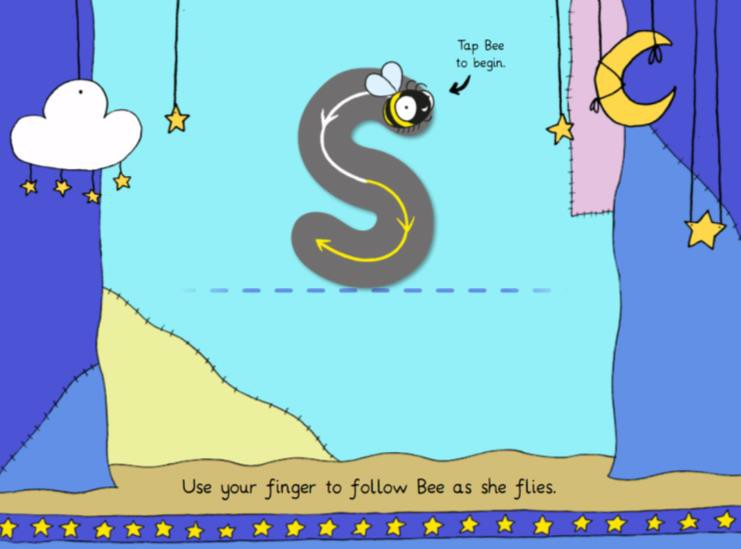 Tap Bee
to begin.
S
Use your finger to follow Bee as she flies.